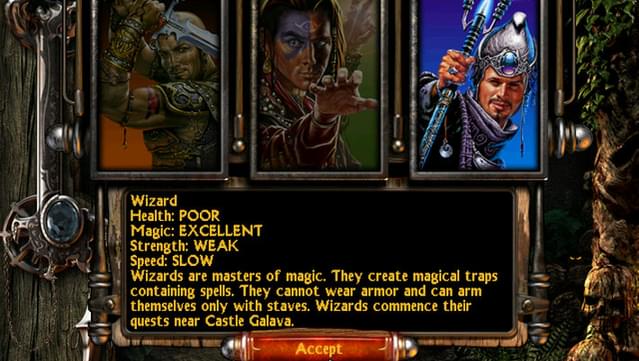 Wizard
Health: POOR
Magic: EXCELLENT
Strength: WEAK
Speed: SLOW
Wizards are masters of magic. They create magical traps
containing spells. They cannot wear armor and can arm
themselves only with staves. Wizards commence their
quests near Castle Galava.
Accept